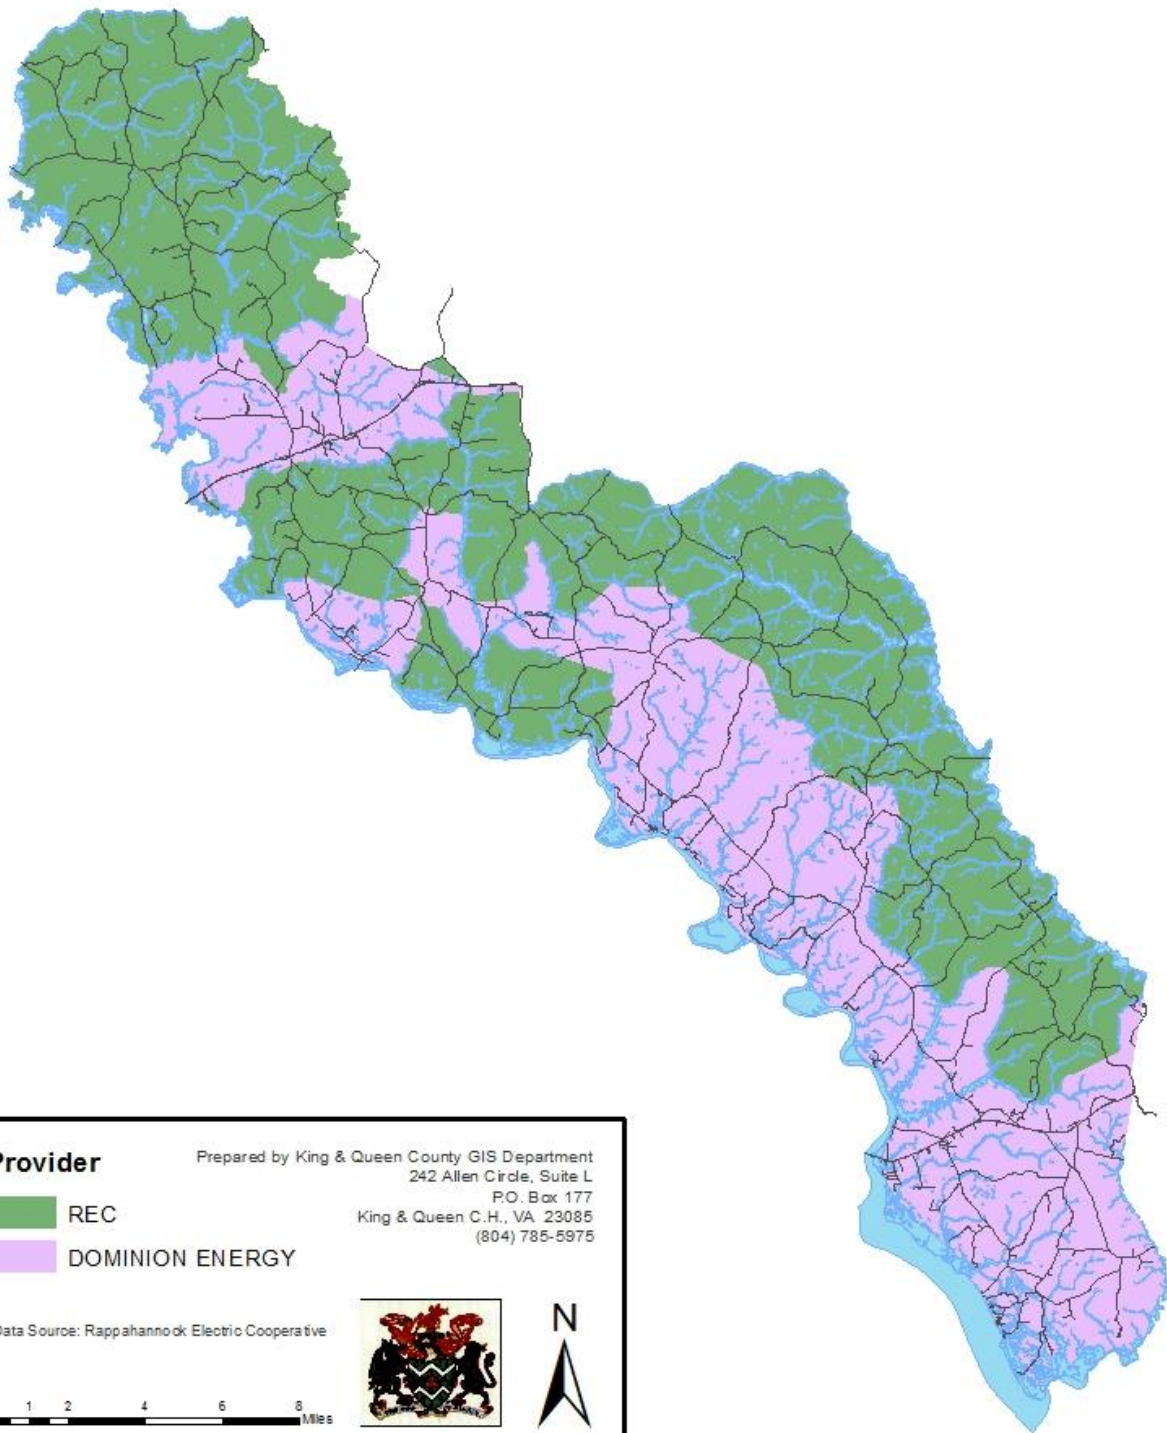 Provider
REC
DOMINION ENERGY
Prepared by King & Queen County GIS Department
242 Allen Circle, Suite L
P.O. Box 177
King & Queen C.H., VA 23085
(804) 785-5975
Data Source: Rappahannock Electric Cooperative
N
1 2 4 6 8
Miles